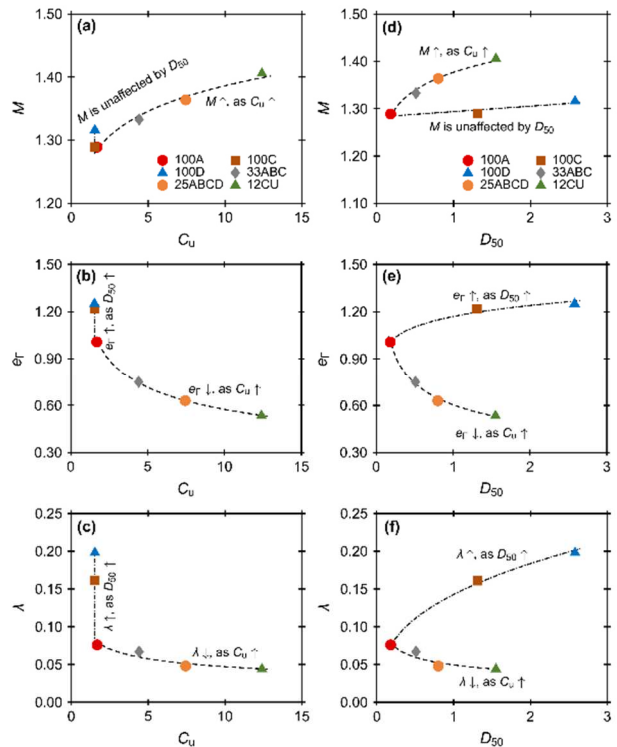 (a)
1.50
1.40
1.30
1.20
M
M is unaffected by D50
M ↑, as Cu ↑
100A
100C
100D
33ABC
25ABCD
12CU
0
5
10
15
Cu
(d)
1.50
1.40
1.30
1.20
1.10
M
M ↑, as Cu ↑
M is unaffected by D50
100A
100C
100D
33ABC
25ABCD
12CU
0
1
2
3
D50
(b)
1.50
1.20
0.90
0.60
0.30
eΓ
eΓ ↑, as D50 ↑
eΓ ↓, as Cu ↑
0
5
10
15
Cu
(e)
1.50
1.20
0.90
0.60
0.30
eΓ
eΓ ↑, as D50 ↑
eΓ ↓, as Cu ↑
0
1
2
3
D50
(c)
0.25
0.20
0.15
0.10
0.05
0.00
λ
λ ↑, as D50 ↑
λ ↓, as Cu ↑
0
5
10
15
Cu
(f)
0.25
0.20
0.15
0.10
0.05
0.00
λ
λ ↑, as D50 ↑
λ ↓, as Cu ↑
0
1
2
3
D50